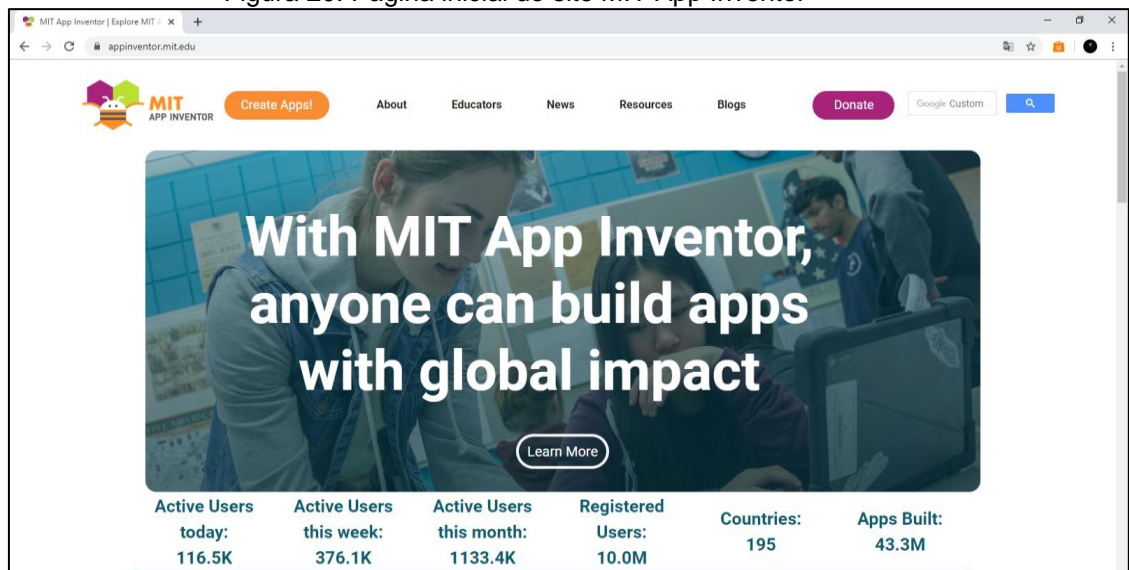 MIT App Inventor | Explore MIT A
appinventor.mit.edu
MIT
APP INVENTOR
Create Apps!
About
Educators
News
Resources
Blogs
Donate
Google Custom
With MIT App Inventor,
anyone can build apps
with global impact
Learn More
Active Users
today:
116.5K
Active Users
this week:
376.1K
Active Users
this month:
1133.4K
Registered
Users:
10.0M
Countries:
195
Apps Built:
43.3M